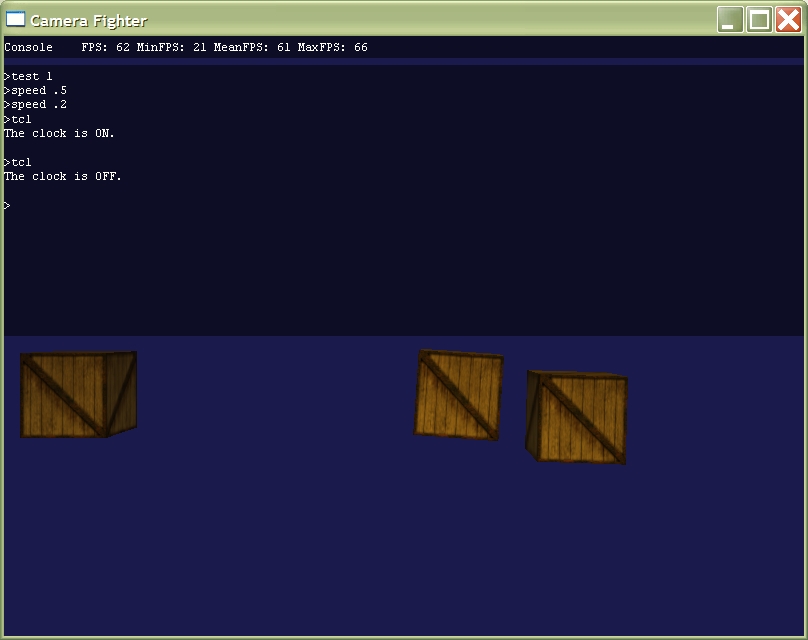 Camera Fighter
Console FPS: 62 MinFPS: 21 MeanFPS: 61 MaxFPS: 66
>test 1
>speed .5
>speed .2
>tcl
The clock is ON.
>tcl
The clock is OFF.
>